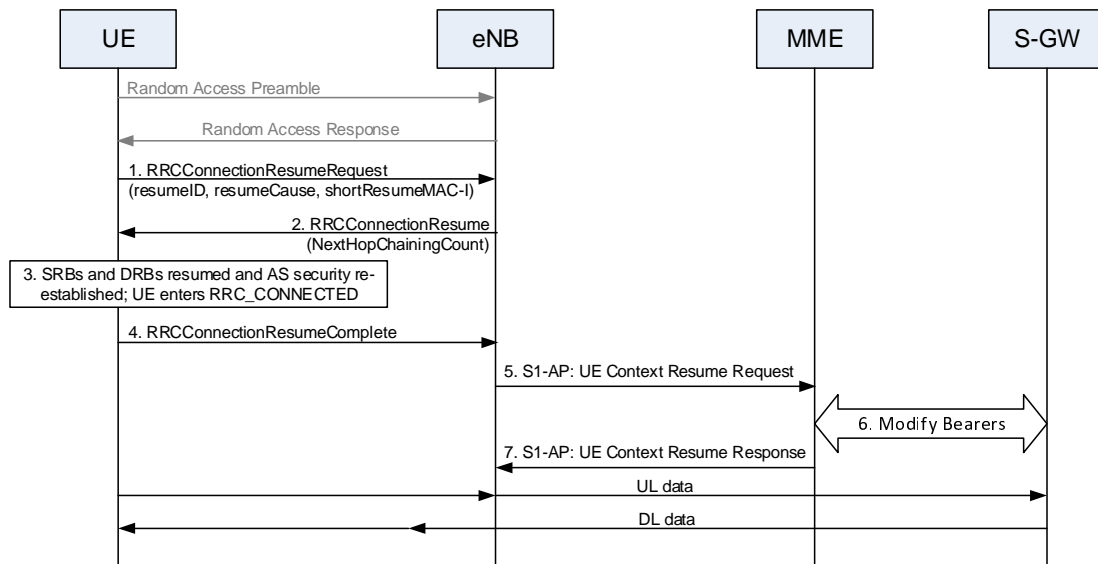 UE eNB MME S-GW
Random Access Preamble
Random Access Response
1. RRCConnectionResumeRequest
(resumeID, resumeCause, shortResumeMAC-I)
2. RRCConnectionResume
(NextHopChainingCount)
3. SRBs and DRBs resumed and AS security re-
established; UE enters RRC_CONNECTED
4. RRCConnectionResumeComplete
5. S1-AP: UE Context Resume Request
6. Modify Bearers
7. S1-AP: UE Context Resume Response
UL data
DL data